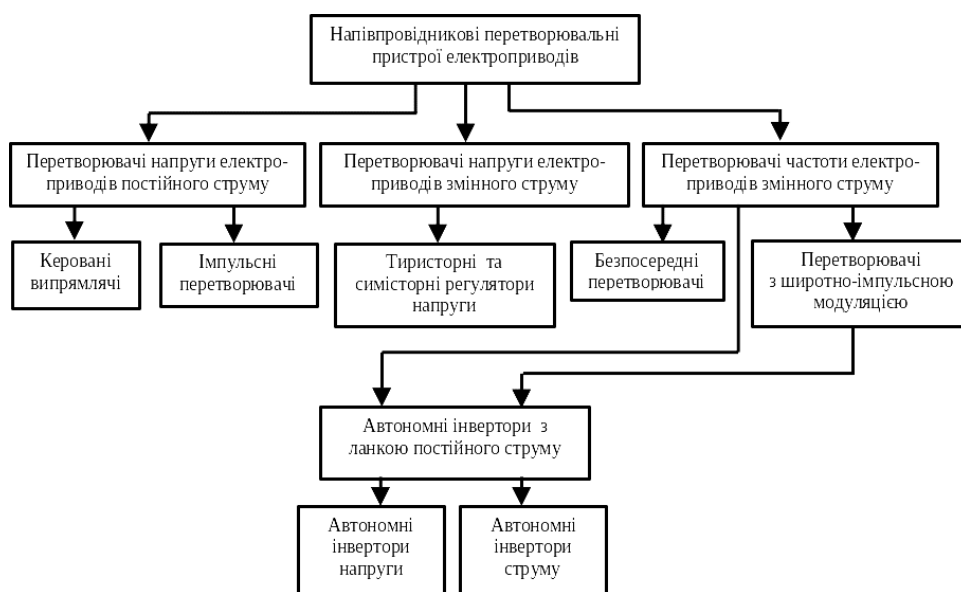 Напівпровідникові перетворювальні
пристрої електроприводів
Перетворювачі напруги електро-
приводів постійного струму
Перетворювачі напруги електро-
приводів змінного струму
Перетворювачі частоти електро-
приводів змінного струму
Керовані
випрямлячі
Імпульсні
перетворювачі
Тиристорні та
симісторні регулятори
напруги
Безпосередні
перетворювачі
Перетворювачі
з широтно-імпульсною
модуляцією
Автономні інвертори з
ланкою постійного струму
Автономні
інвертори
напруги
Автономні
інвертори
струму